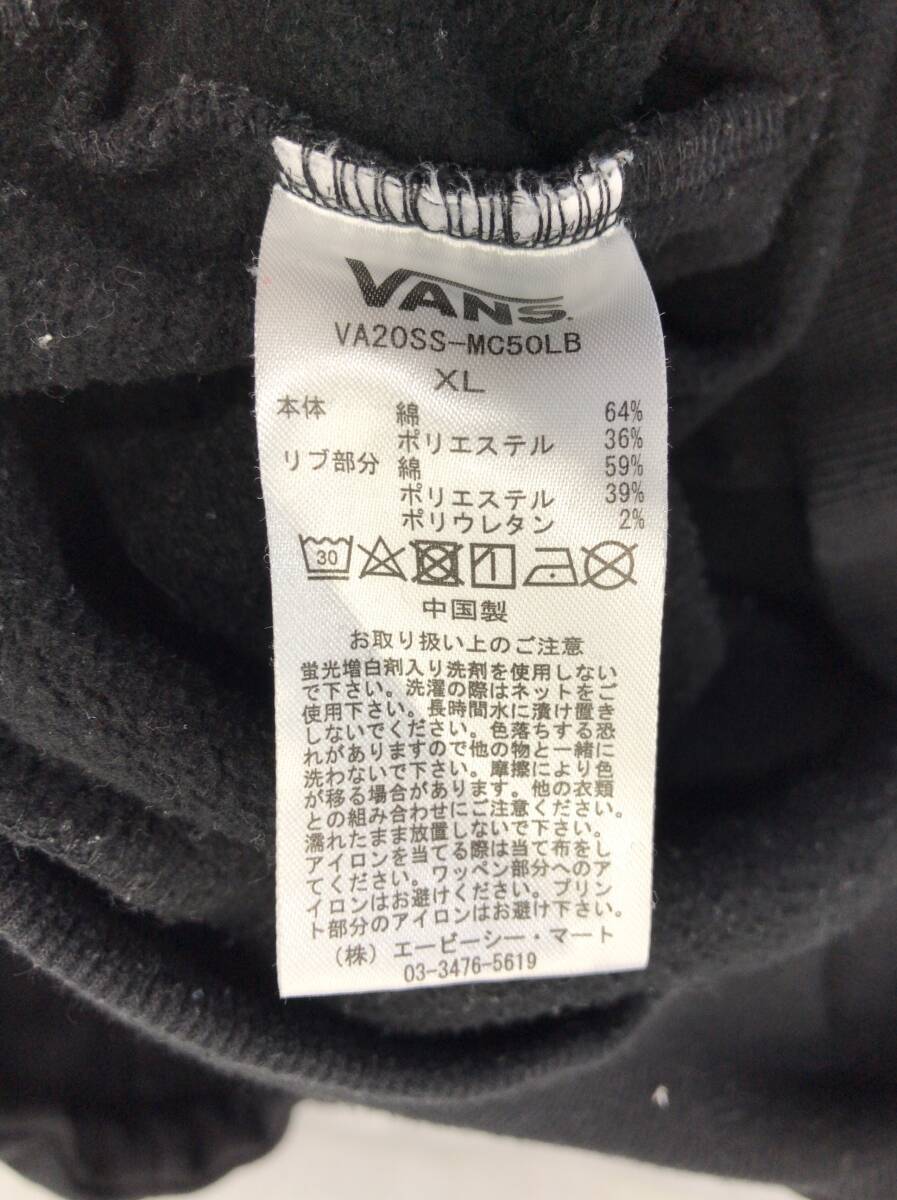 VANS
VA20SS-MC50LB
XL
本体 綿 64%
ポリエステル 36%
リブ部分 綿 59%
ポリエステル 39%
ポリウレタン 2%
30
中国製
お取り扱い上のご注意
蛍光増白剤入り洗剤を使用しない
で下さい。洗濯の際はネットをご
使用下さい。長時間水に漬け置き
しないでください。色落ちする恐
れがありますので他の物と一緒に
洗わないで下さい。摩擦により色
が移る場合があります。他の衣類
との組み合わせにご注意ください。
濡れたまま放置しないで下さい。
アイロンを当てる際は当て布をし
てください。ワッペン部分へのア
イロンはお避けください。プリン
ト部分のアイロンはお避け下さい。
(株)エービーシー・マート
03-3476-5619